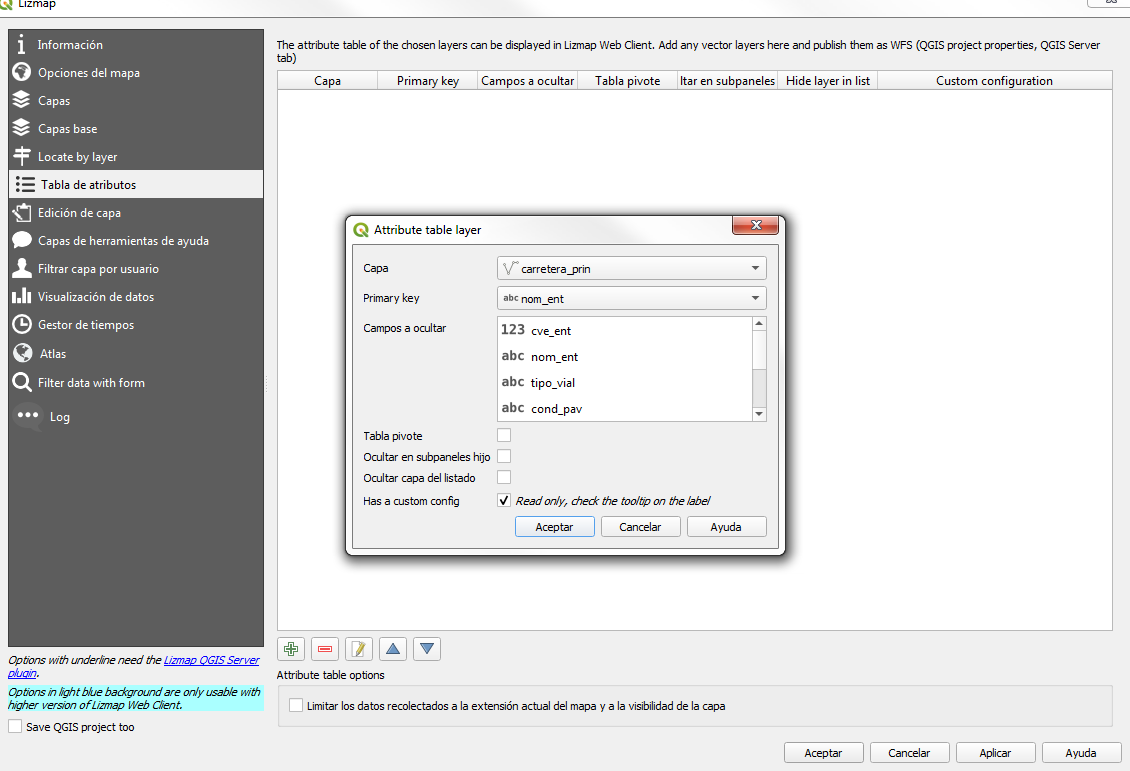 Lizmap
Información
Opciones del mapa
Capas
Capas base
Locate by layer
Tabla de atributos
Edición de capa
Capas de herramientas de ayuda
Filtrar capa por usuario
Visualización de datos
Gestor de tiempos
Atlas
Filter data with form
Log
Options with underline need the Lizmap QGIS Server
plugin.
Options in light blue background are only usable with
higher version of Lizmap Web Client.
Save QGIS project too
The attribute table of the chosen layers can be displayed in Lizmap Web Client. Add any vector layers here and publish them as WFS (QGIS project properties, QGIS Server
tab)
Capa Primary key Campos a ocultar Tabla pivote ltar en subpaneles Hide layer in list Custom configuration
Attribute table layer
Capa carretera_prin
Primary key abc nom_ent
Campos a ocultar
123 cve_ent
abc nom_ent
abc tipo_vial
abc cond_pav
Tabla pivote
Ocultar en subpaneles hijo
Ocultar capa del listado
Has a custom config Read only, check the tooltip on the label
Aceptar Cancelar Ayuda
Attribute table options
Limitar los datos recolectados a la extensión actual del mapa y a la visibilidad de la capa
Aceptar Cancelar Aplicar Ayuda